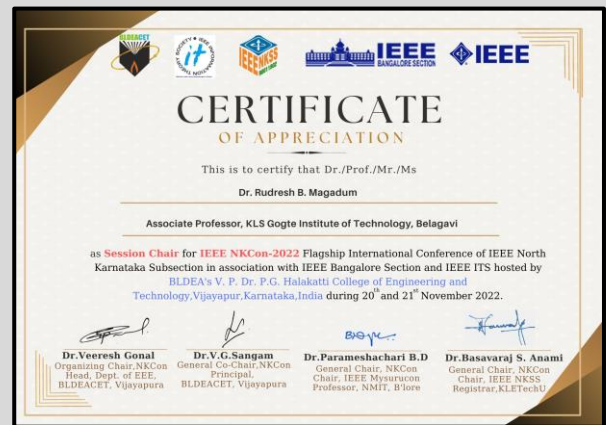 BLDEACET
SOCIETY • IEEE INFORMATION THEORY
it
IEEENKSS
IEEE
BANGALORE SECTION
IEEE
CERTIFICATE
OF APPRECIATION
This is to certify that Dr./Prof./Mr./Ms
Dr. Rudresh B. Magadum
Associate Professor, KLS Gogte Institute of Technology, Belagavi
as Session Chair for IEEE NKCon-2022 Flagship International Conference of IEEE North
Karnataka Subsection in association with IEEE Bangalore Section and IEEE ITS hosted by
BLDEA's V. P. Dr. P.G. Halakatti College of Engineering and
Technology,Vijayapur,Karnataka,India during 20th and 21st November 2022.
Dr.Veeresh Gonal
Organizing Chair,NKCon
Head, Dept. of EEE,
BLDEACET, Vijayapura
Dr.V.G.Sangam
General Co-Chair,NKCon
Principal,
BLDEACET, Vijayapura
Dr.Parameshachari B.D
General Chair, NKCon
Chair, IEEE Mysurucon
Professor, NMIT, B'lore
Dr.Basavaraj S. Anami
General Chair, NKCon
Chair, IEEE NKSS
Registrar,KLETechU